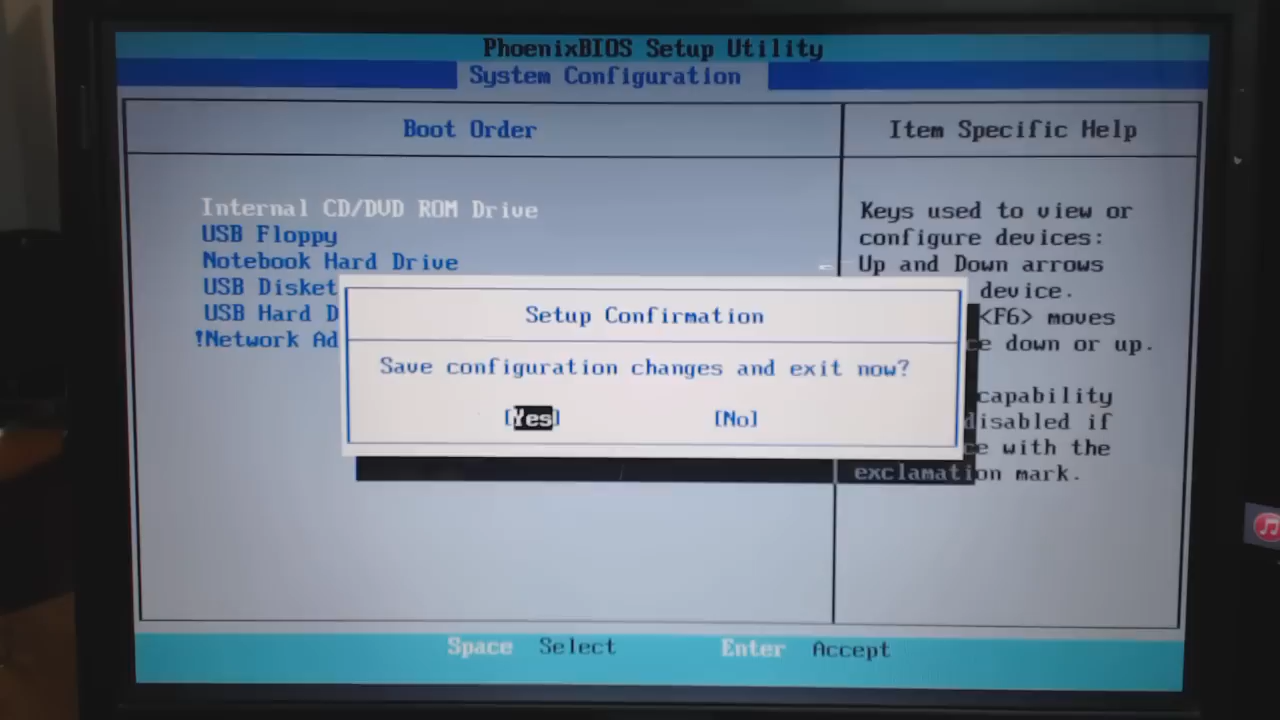 PhoenixBIOS Setup Utility
System Configuration
Boot Order
Item Specific Help
Internal CD/DVD ROM Drive
USB Floppy
Notebook Hard Drive
USB Disket
USB Hard D
!Network Ad
Keys used to view or
configure devices:
Up and Down arrows
device.
<F6> moves
down or up.
capability
disabled if
with the
exclamation mark.
Setup Confirmation
Save configuration changes and exit now?
[Yes] [No]
Space Select Enter Accept